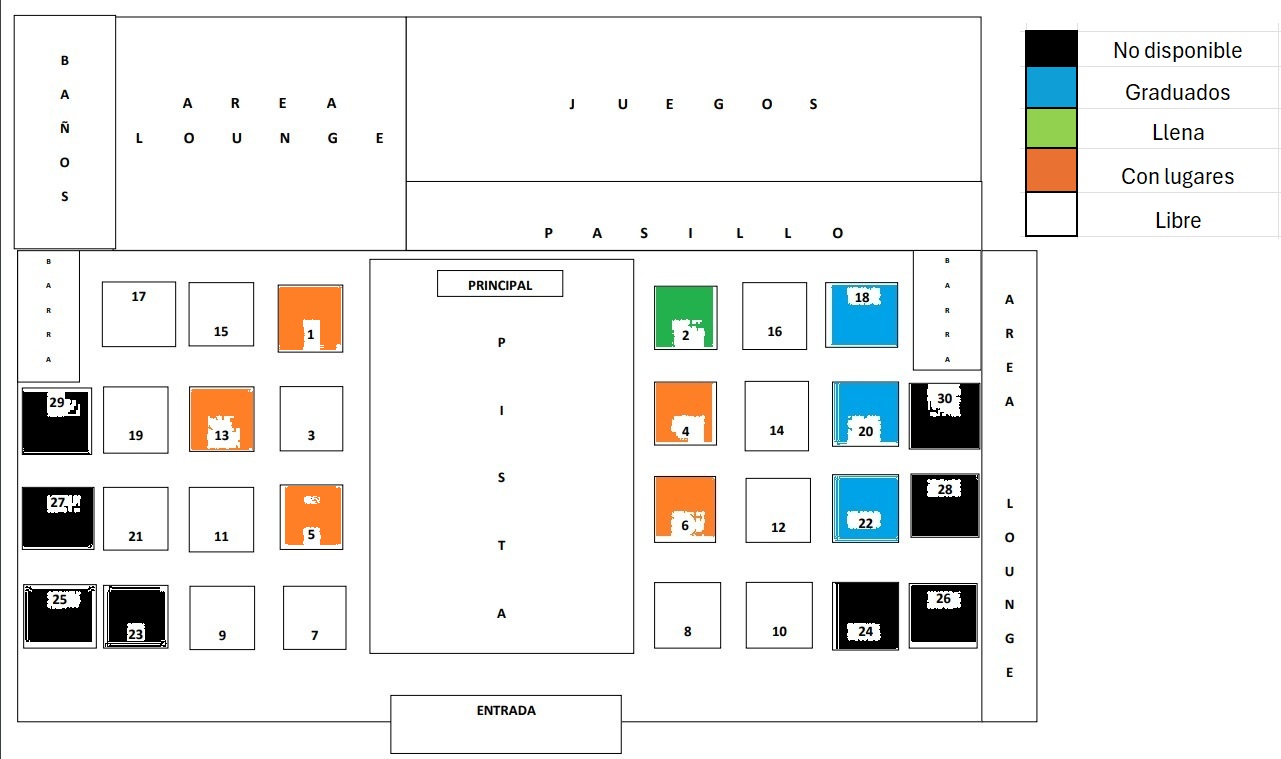 B
A
Ñ
O
S
A R E A
L O U N G E
J U E G O S
P A S I L L O
No disponible
Graduados
Llena
Con lugares
Libre
B
A
R
R
A
PRINCIPAL
P
I
S
T
A
B
A
R
R
A
A
R
E
A
L
O
U
N
G
E
17
15
1
2
16
18
29
19
13
3
4
14
20
30
27
21
11
5
6
12
22
28
25
23
9
7
8
10
24
26
ENTRADA